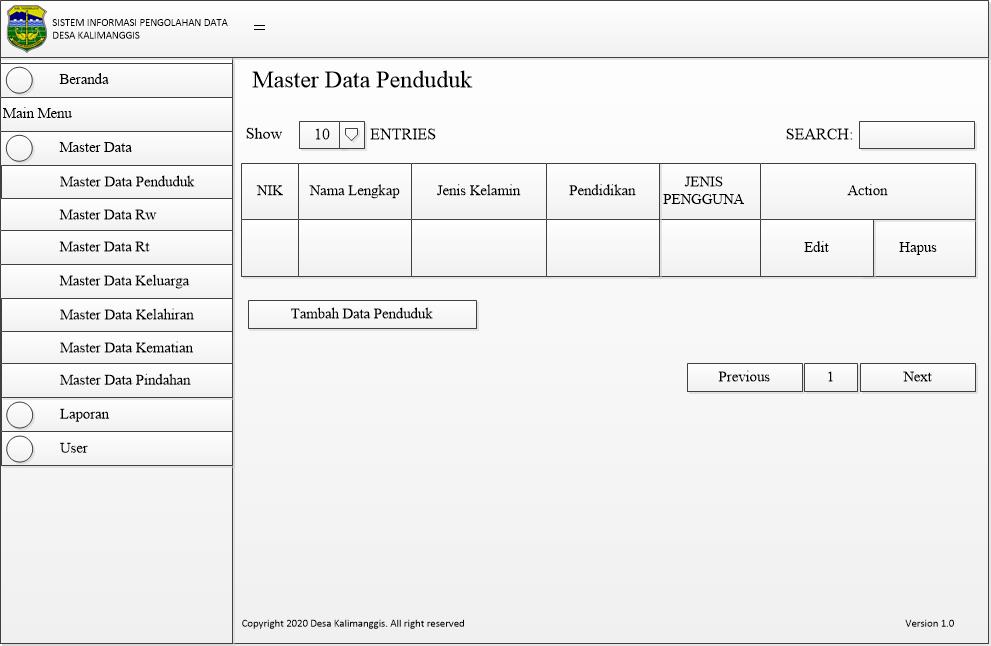 SISTEM INFORMASI PENGOLAHAN DATA
DESA KALIMANGGIS
Beranda
Main Menu
Master Data
Master Data Penduduk
Master Data Rw
Master Data Rt
Master Data Keluarga
Master Data Kelahiran
Master Data Kematian
Master Data Pindahan
Laporan
User
Master Data Penduduk
Show 10 ENTRIES SEARCH:
NIK Nama Lengkap Jenis Kelamin Pendidikan JENIS PENGGUNA Action
Edit Hapus
Tambah Data Penduduk
Previous 1 Next
Copyright 2020 Desa Kalimanggis. All right reserved Version 1.0